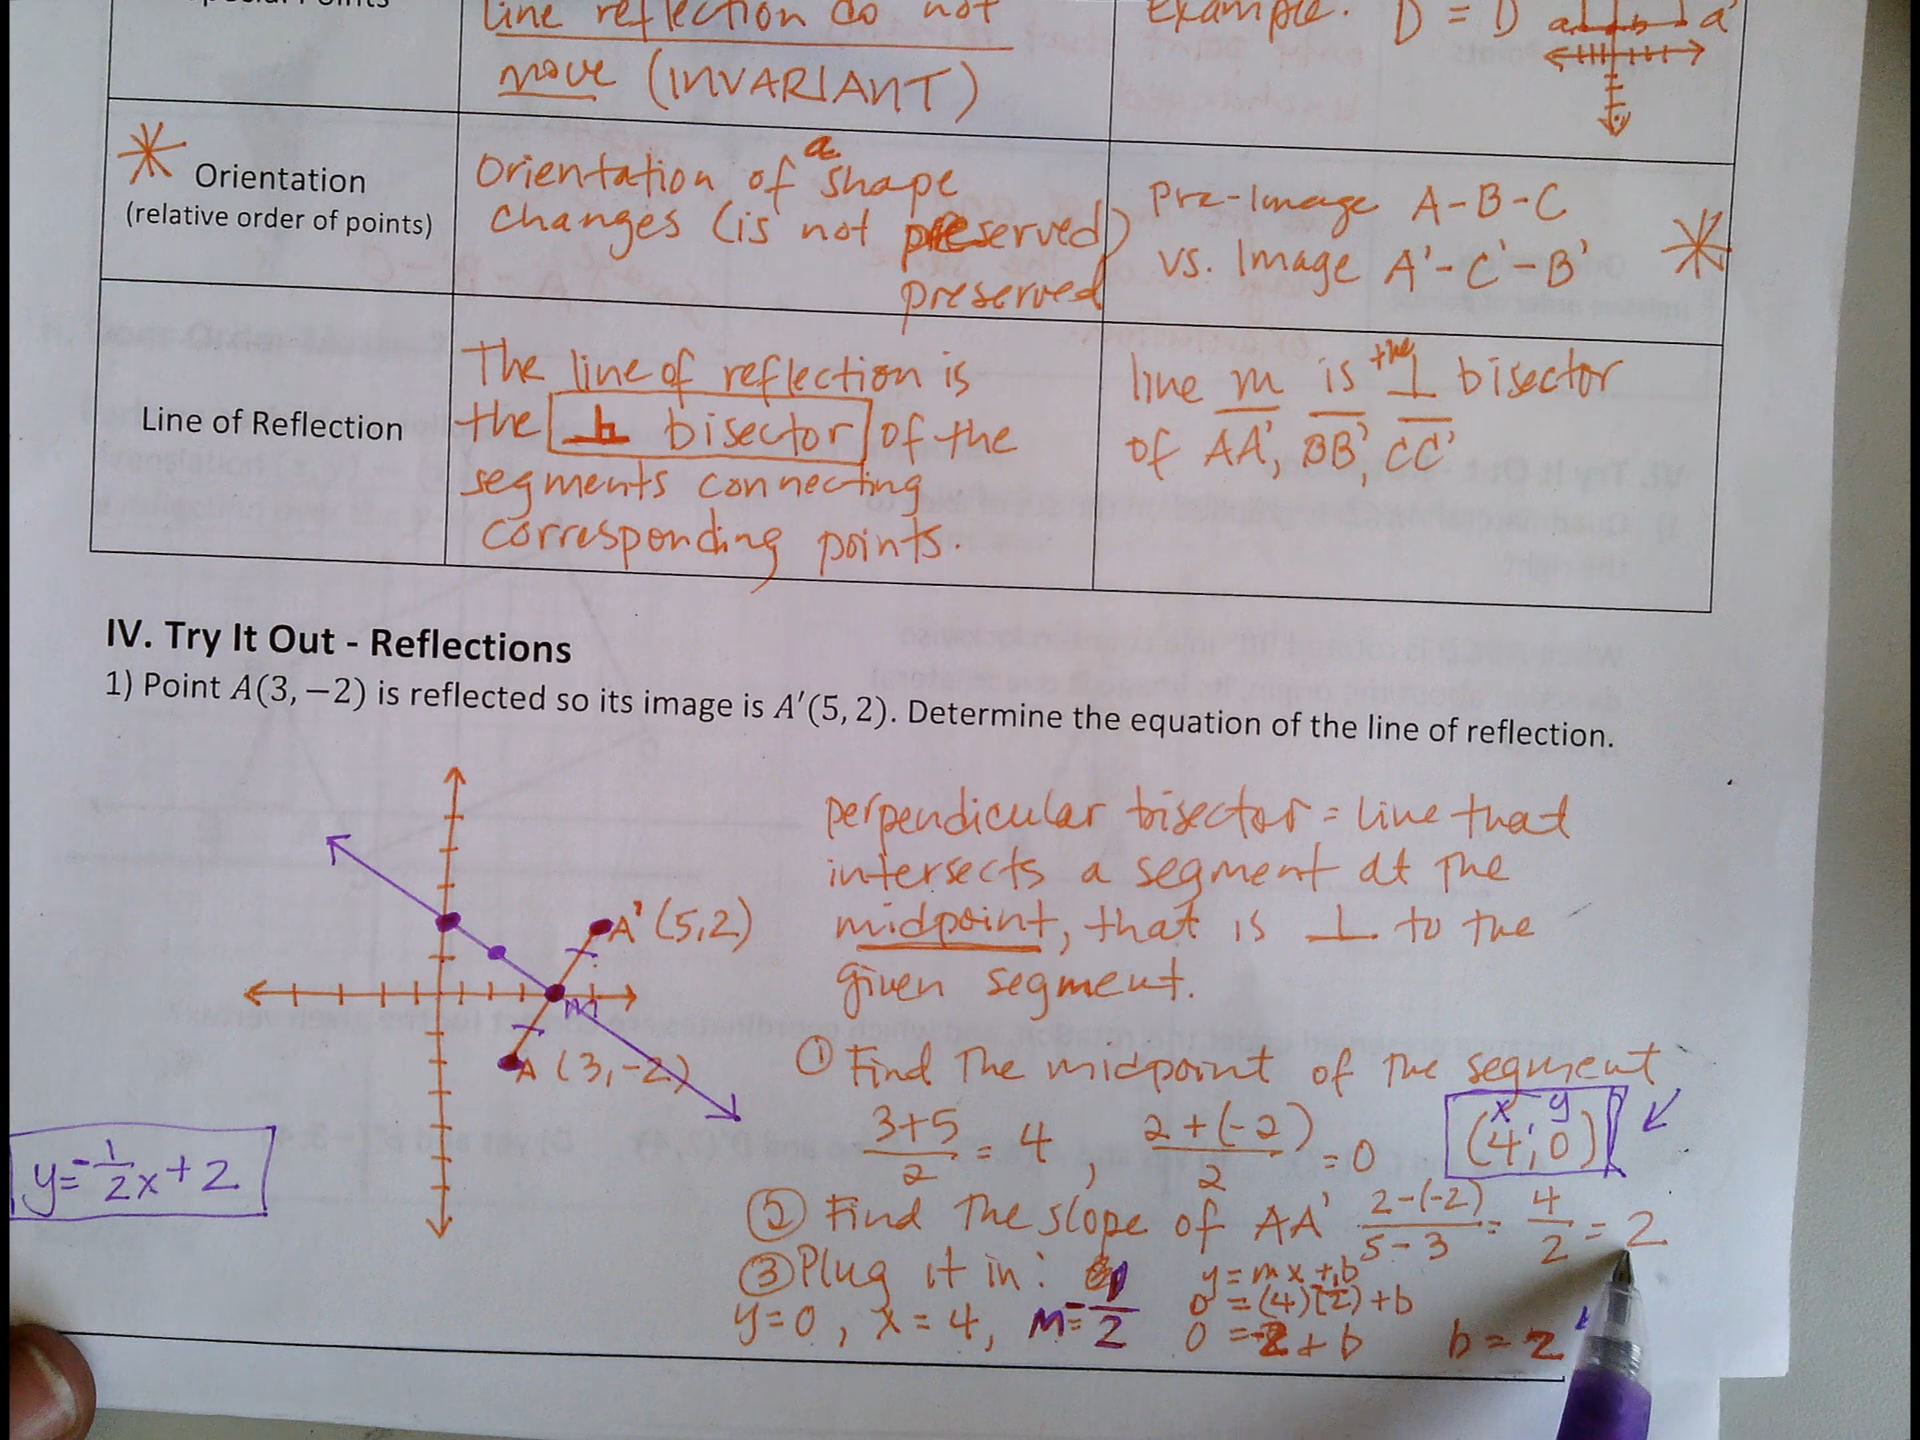 line reflection do not
move (INVARIANT)
Example: D = D'
a b a'
Orientation
(relative order of points)
Orientation of a shape
changes (is not preserved)
preserved
Pre-Image A-B-C
vs. Image A'-C'-B'
Line of Reflection
The line of reflection is
the ⊥ bisector of the
segments connecting
corresponding points.
line m is the ⊥ bisector
of AA', BB', CC'
IV. Try It Out - Reflections
1) Point A(3, −2) is reflected so its image is A′(5, 2). Determine the equation of the line of reflection.
A' (5,2)
M
A (3,-2)
y=-1/2x+2
perpendicular bisector = line that
intersects a segment at the
midpoint, that is ⊥ to the
given segment.
① Find the midpoint of the segment
3+5/2 = 4, 2+(-2)/2 = 0
x y
(4,0)
② Find the slope of AA' 2-(-2)/5-3 = 4/2 = 2
③ Plug it in:
y=0, x=4, m=-1/2
y=mx+b
0=(4)(-1/2)+b
0=-2+b b=2